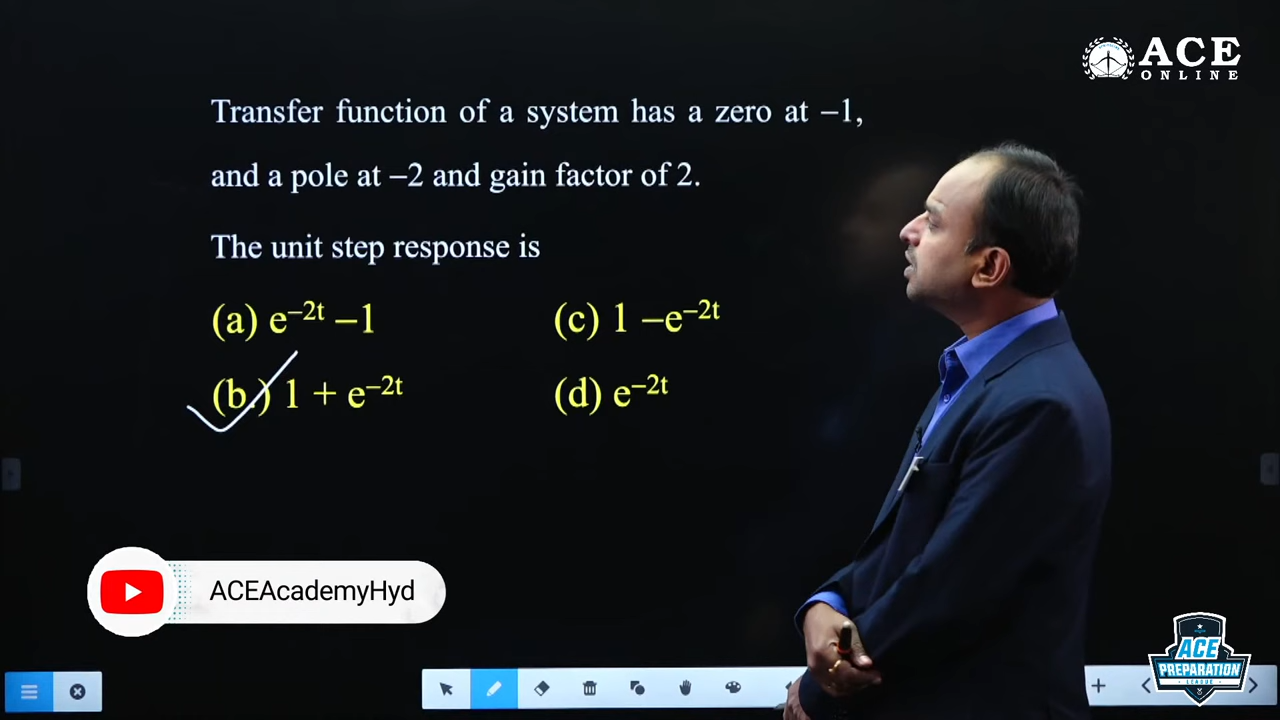 ACE
ONLINE
Transfer function of a system has a zero at –1,
and a pole at –2 and gain factor of 2.
The unit step response is
(a) e⁻²ᵗ –1
(c) 1 –e⁻²ᵗ
(b.) 1 + e⁻²ᵗ
(d) e⁻²ᵗ
ACEAcademyHyd
ACE
PREPARATION
LEAGUE